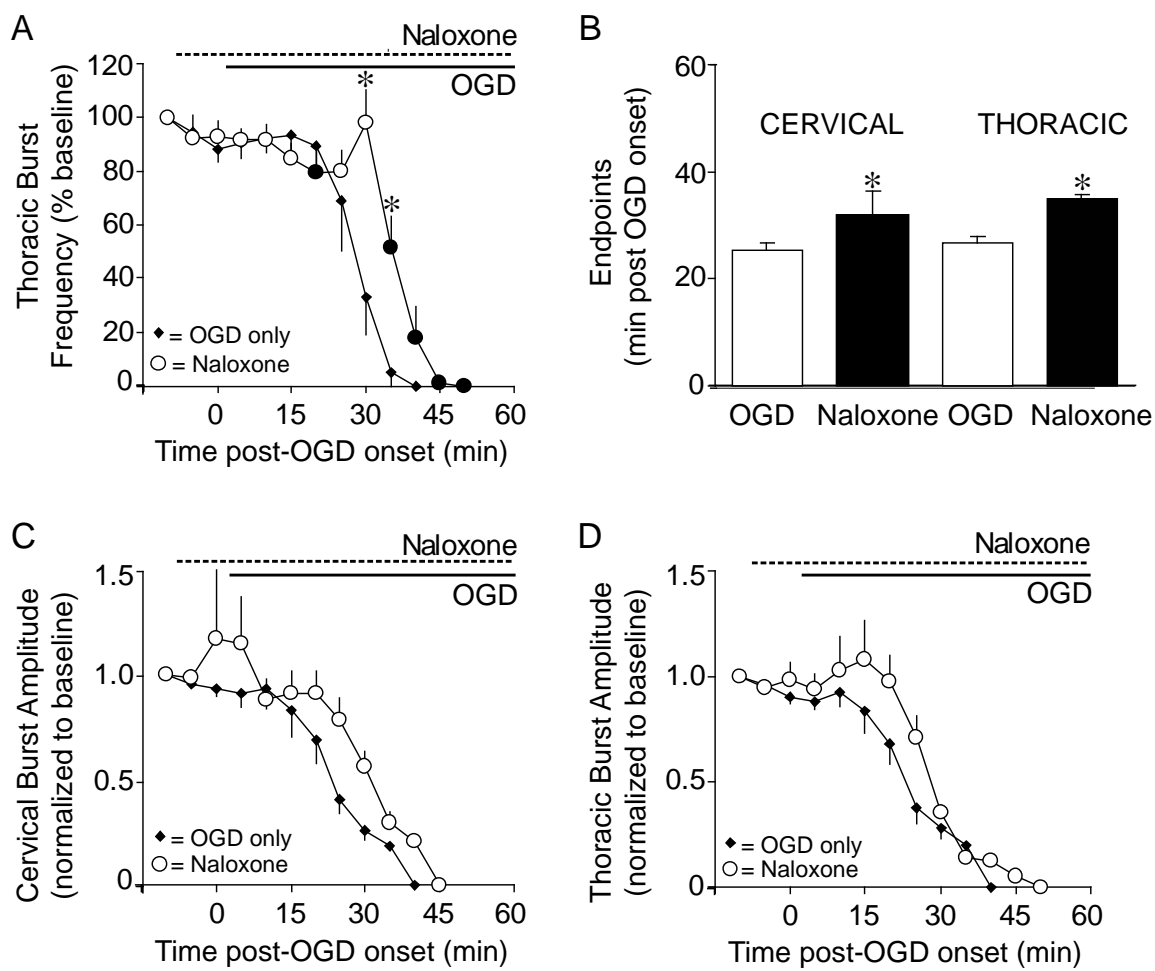 A
Naloxone
OGD
Thoracic Burst
Frequency (% baseline)
120
100
80
60
40
20
0
*
*
= OGD only
= Naloxone
0 15 30 45 60
Time post-OGD onset (min)
B
Endpoints
(min post OGD onset)
60
40
20
0
CERVICAL THORACIC
* *
OGD Naloxone OGD Naloxone
C
Naloxone
OGD
Cervical Burst Amplitude
(normalized to baseline)
1.5
1.0
0.5
0
= OGD only
= Naloxone
0 15 30 45 60
Time post-OGD onset (min)
D
Naloxone
OGD
Thoracic Burst Amplitude
(normalized to baseline)
1.5
1.0
0.5
0
= OGD only
= Naloxone
0 15 30 45 60
Time post-OGD onset (min)